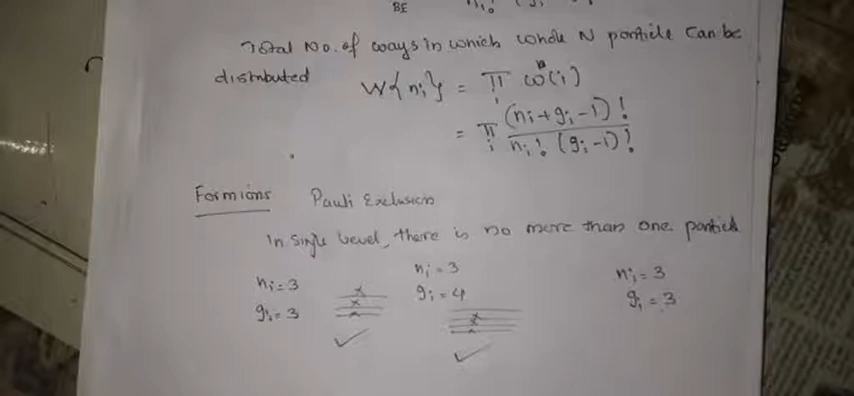 BE
Total No. of ways in which whole N particle can be
distributed W{ni} = π ω(i)
i
= π (ni+gi-1)!
i ni! (gi-1)!
Formions Pauli Exclusion
In single level, there is no more than one particle
ni=3 ni=3 ni=3
gi=3 gi=4 gi=3